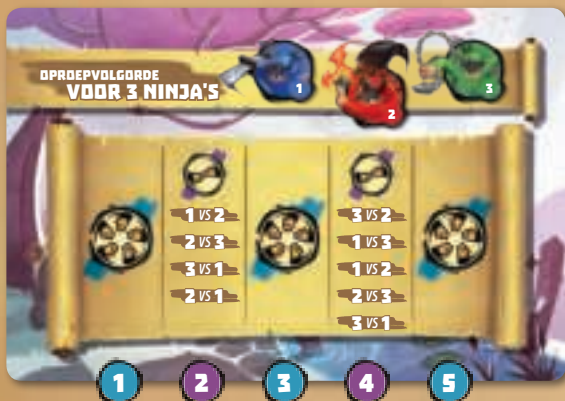 OPROEPVOLGORDE
VOOR 3 NINJA'S
1
2
3
1 VS 2
2 VS 3
3 VS 1
2 VS 1
3 VS 2
1 VS 3
1 VS 2
2 VS 3
3 VS 1
1
2
3
4
5